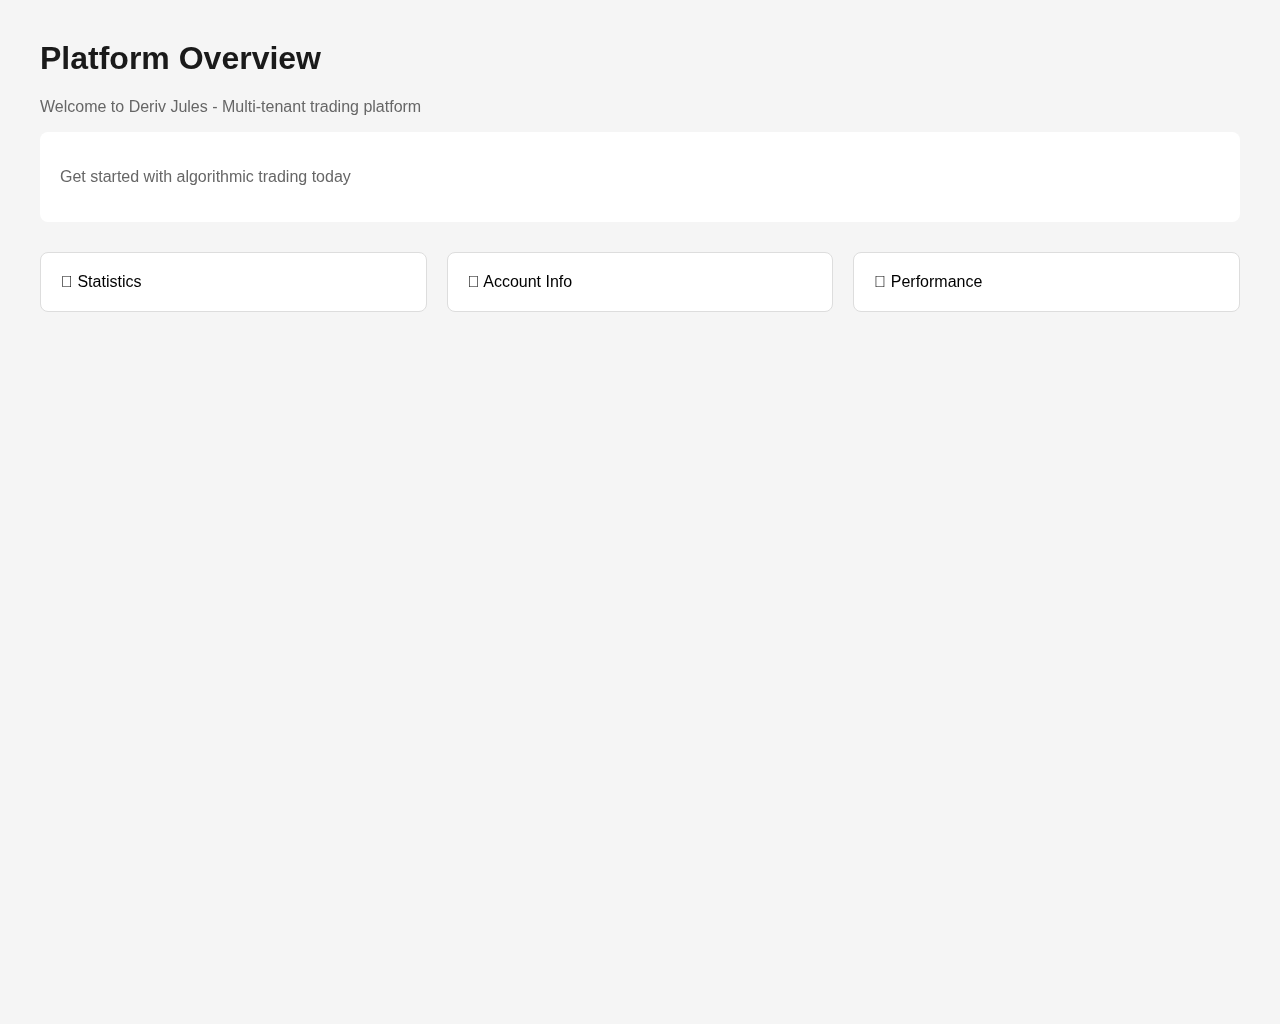 Platform Overview
Welcome to Deriv Jules - Multi-tenant trading platform
Get started with algorithmic trading today
Statistics
Account Info
Performance